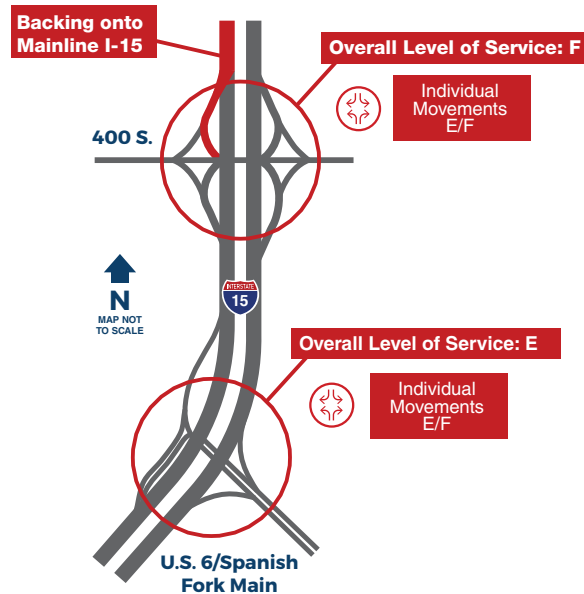 Backing onto
Mainline I-15
Overall Level of Service: F
Individual
Movements
E/F
400 S.
N
MAP NOT
TO SCALE
INTERSTATE
15
Overall Level of Service: E
Individual
Movements
E/F
U.S. 6/Spanish
Fork Main